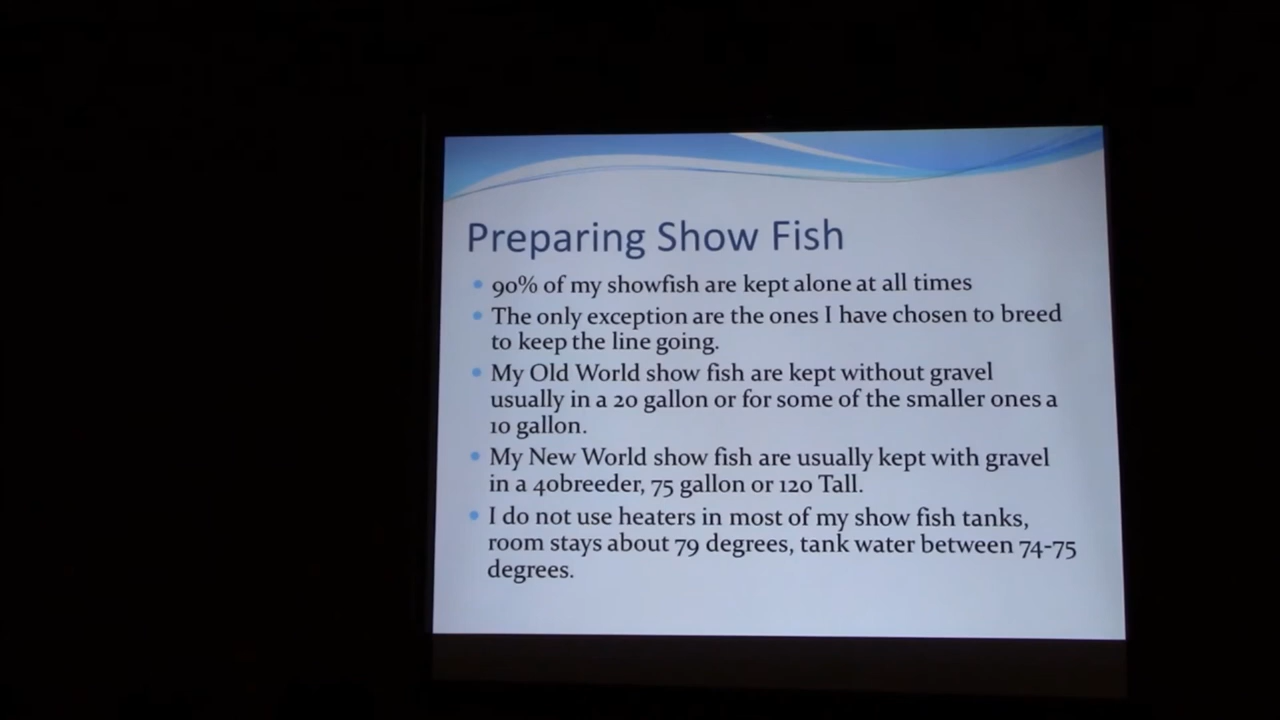 Preparing Show Fish
90% of my showfish are kept alone at all times
The only exception are the ones I have chosen to breed
to keep the line going.
My Old World show fish are kept without gravel
usually in a 20 gallon or for some of the smaller ones a
10 gallon.
My New World show fish are usually kept with gravel
in a 40breeder, 75 gallon or 120 Tall.
I do not use heaters in most of my show fish tanks,
room stays about 79 degrees, tank water between 74-75
degrees.